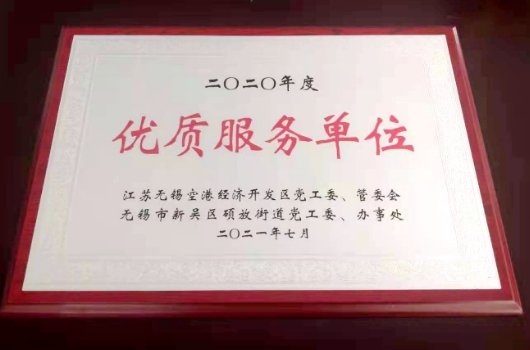 二〇二〇年度
优质服务单位
江苏无锡空港经济开发区党工委、管委会
无锡市新吴区硕放街道党工委、办事处
二〇二一年七月